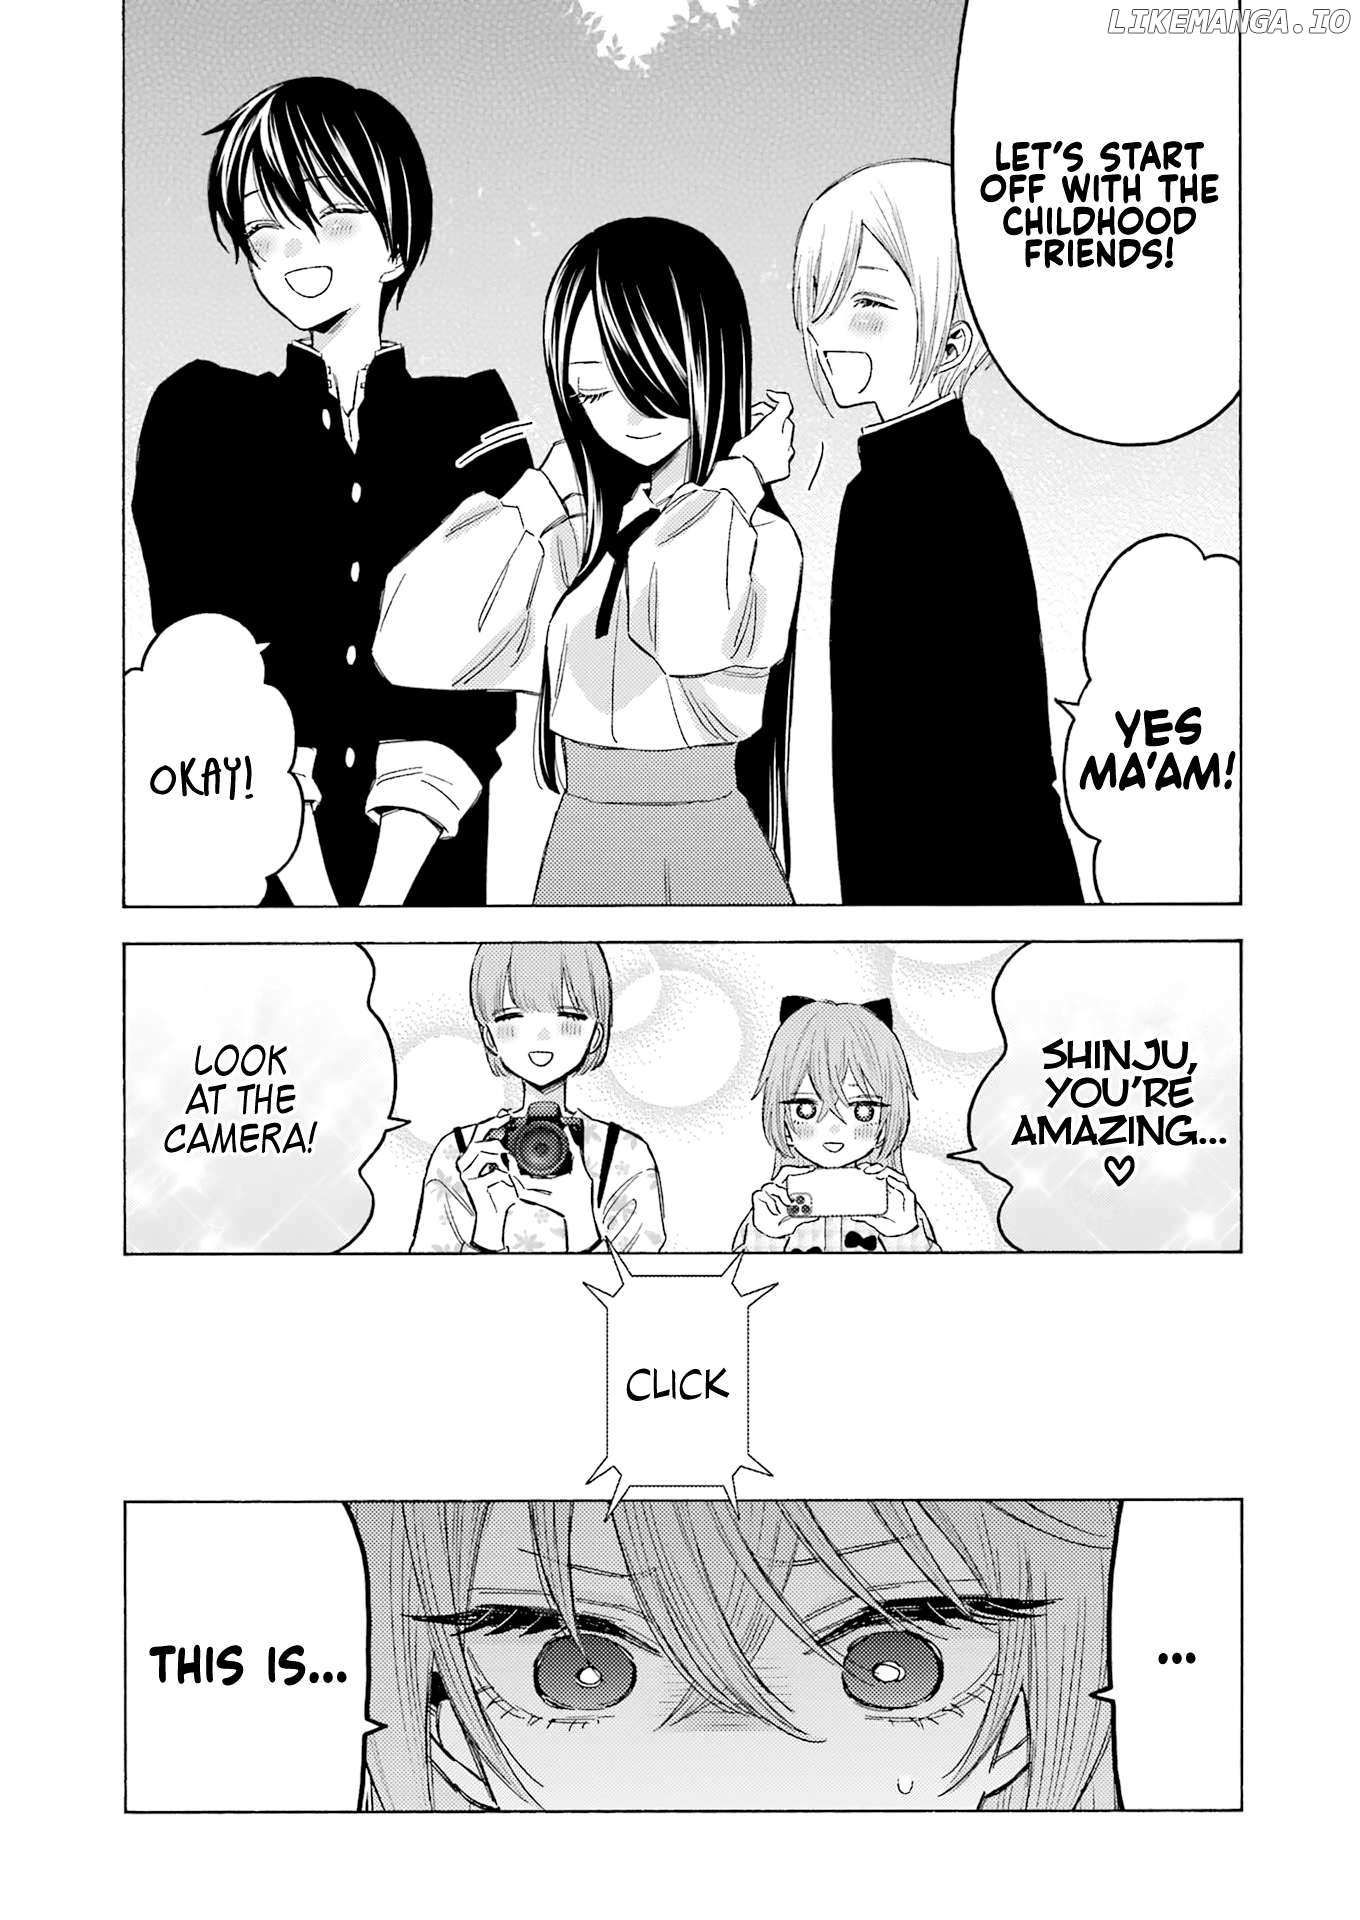 LIKEMANGA.IO
LET'S START
OFF WITH THE
CHILDHOOD
FRIENDS!
YES
MA'AM!
OKAY!
SHINJU,
YOU'RE
AMAZING...
♡
LOOK
AT THE
CAMERA!
CLICK
...
THIS IS...